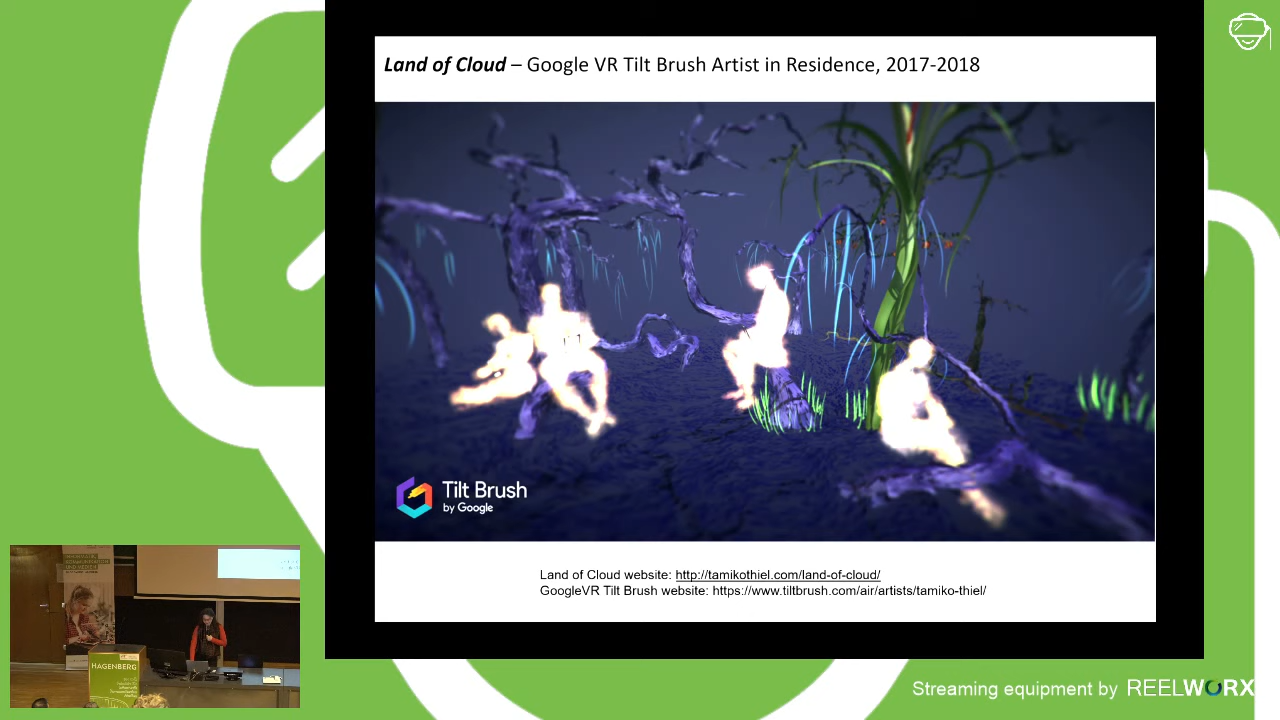 Land of Cloud – Google VR Tilt Brush Artist in Residence, 2017-2018
Tilt Brush
by Google
Land of Cloud website: http://tamikothiel.com/land-of-cloud/
GoogleVR Tilt Brush website: https://www.tiltbrush.com/air/artists/tamiko-thiel/
HAGENBERG
Streaming equipment by REELWORX